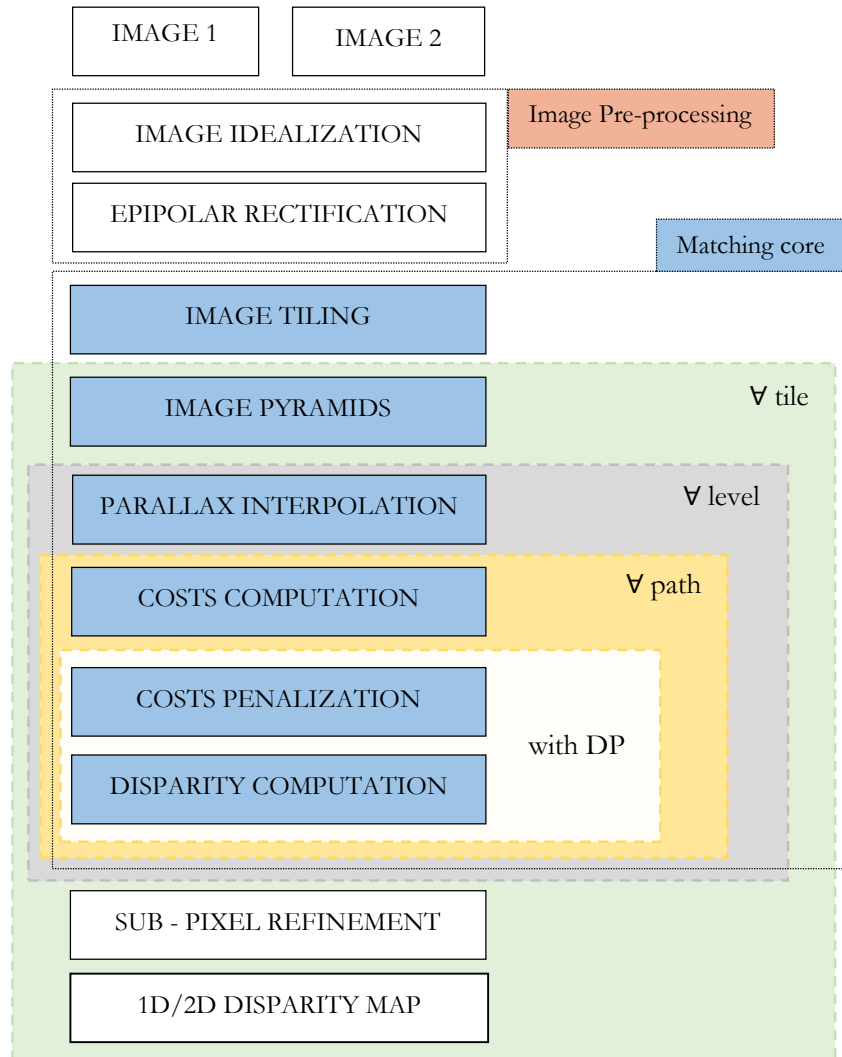 IMAGE 1
IMAGE 2
IMAGE IDEALIZATION
Image Pre-processing
EPIPOLAR RECTIFICATION
Matching core
IMAGE TILING
IMAGE PYRAMIDS
∀ tile
PARALLAX INTERPOLATION
∀ level
COSTS COMPUTATION
∀ path
COSTS PENALIZATION
with DP
DISPARITY COMPUTATION
SUB - PIXEL REFINEMENT
1D/2D DISPARITY MAP